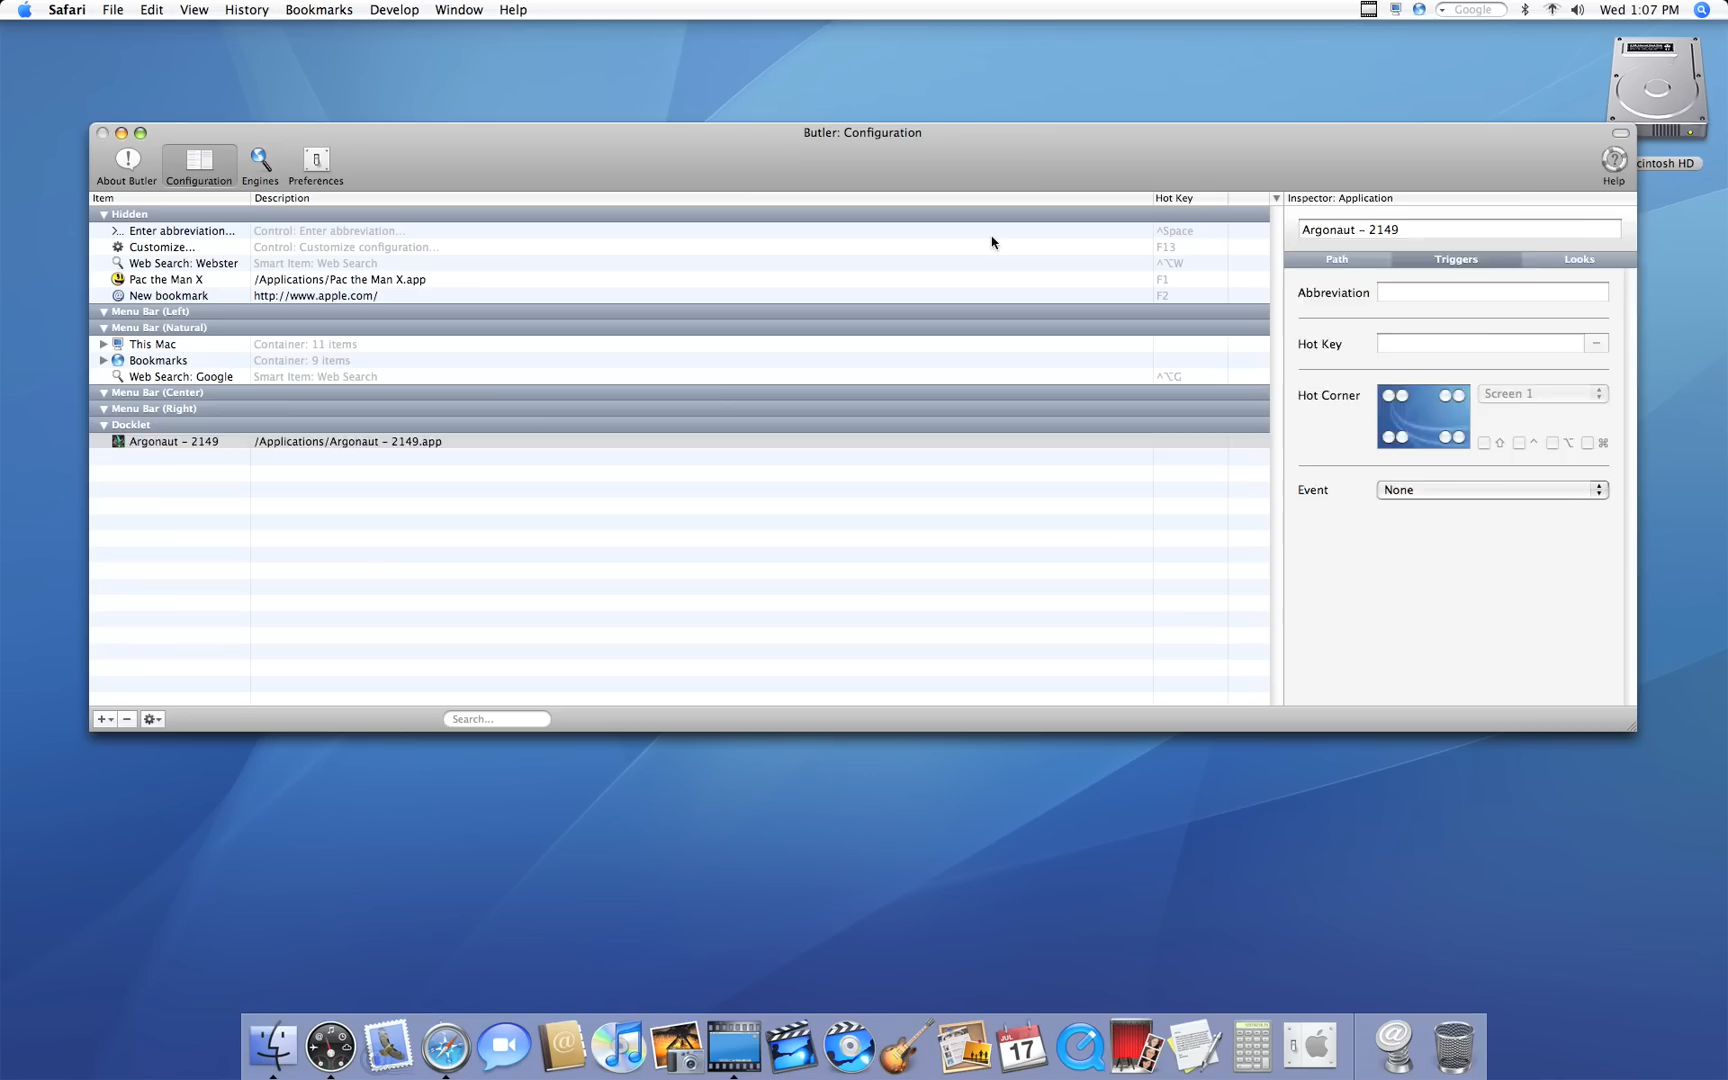 Safari File Edit View History Bookmarks Develop Window Help Google Wed 1:07 PM
cintosh HD
Butler: Configuration
About Butler Configuration Engines Preferences Help
Item Description Hot Key Inspector: Application
Hidden
>... Enter abbreviation... Control: Enter abbreviation... ^Space
Customize... Control: Customize configuration... F13
Web Search: Webster Smart Item: Web Search ^⌥W
Pac the Man X /Applications/Pac the Man X.app F1
New bookmark http://www.apple.com/ F2
Menu Bar (Left)
Menu Bar (Natural)
This Mac Container: 11 items
Bookmarks Container: 9 items
Web Search: Google Smart Item: Web Search ^⌥G
Menu Bar (Center)
Menu Bar (Right)
Docklet
Argonaut – 2149 /Applications/Argonaut – 2149.app
Argonaut – 2149
Path Triggers Looks
Abbreviation
Hot Key
Hot Corner Screen 1
⇧ ^ ⌥ ⌘
Event None
Search...
JUL
17